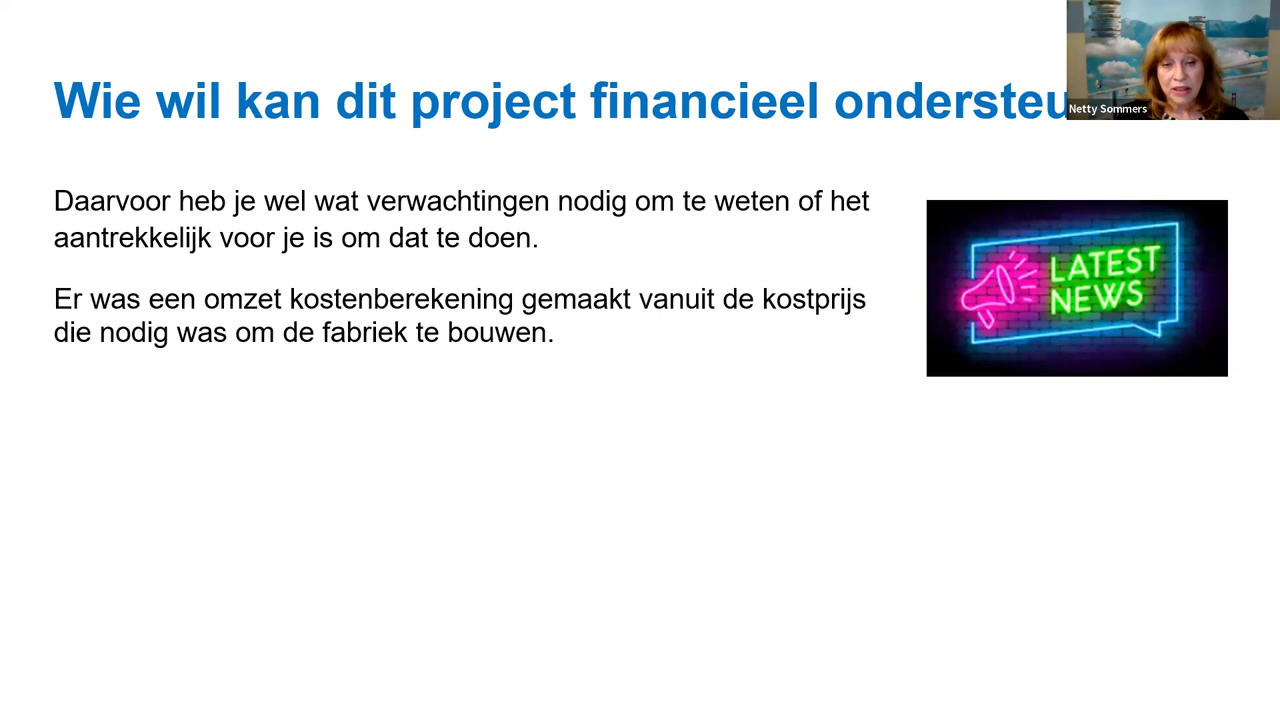 Wie wil kan dit project financieel ondersteu
Netty Sommers
Daarvoor heb je wel wat verwachtingen nodig om te weten of het
aantrekkelijk voor je is om dat te doen.
Er was een omzet kostenberekening gemaakt vanuit de kostprijs
die nodig was om de fabriek te bouwen.
LATEST
NEWS